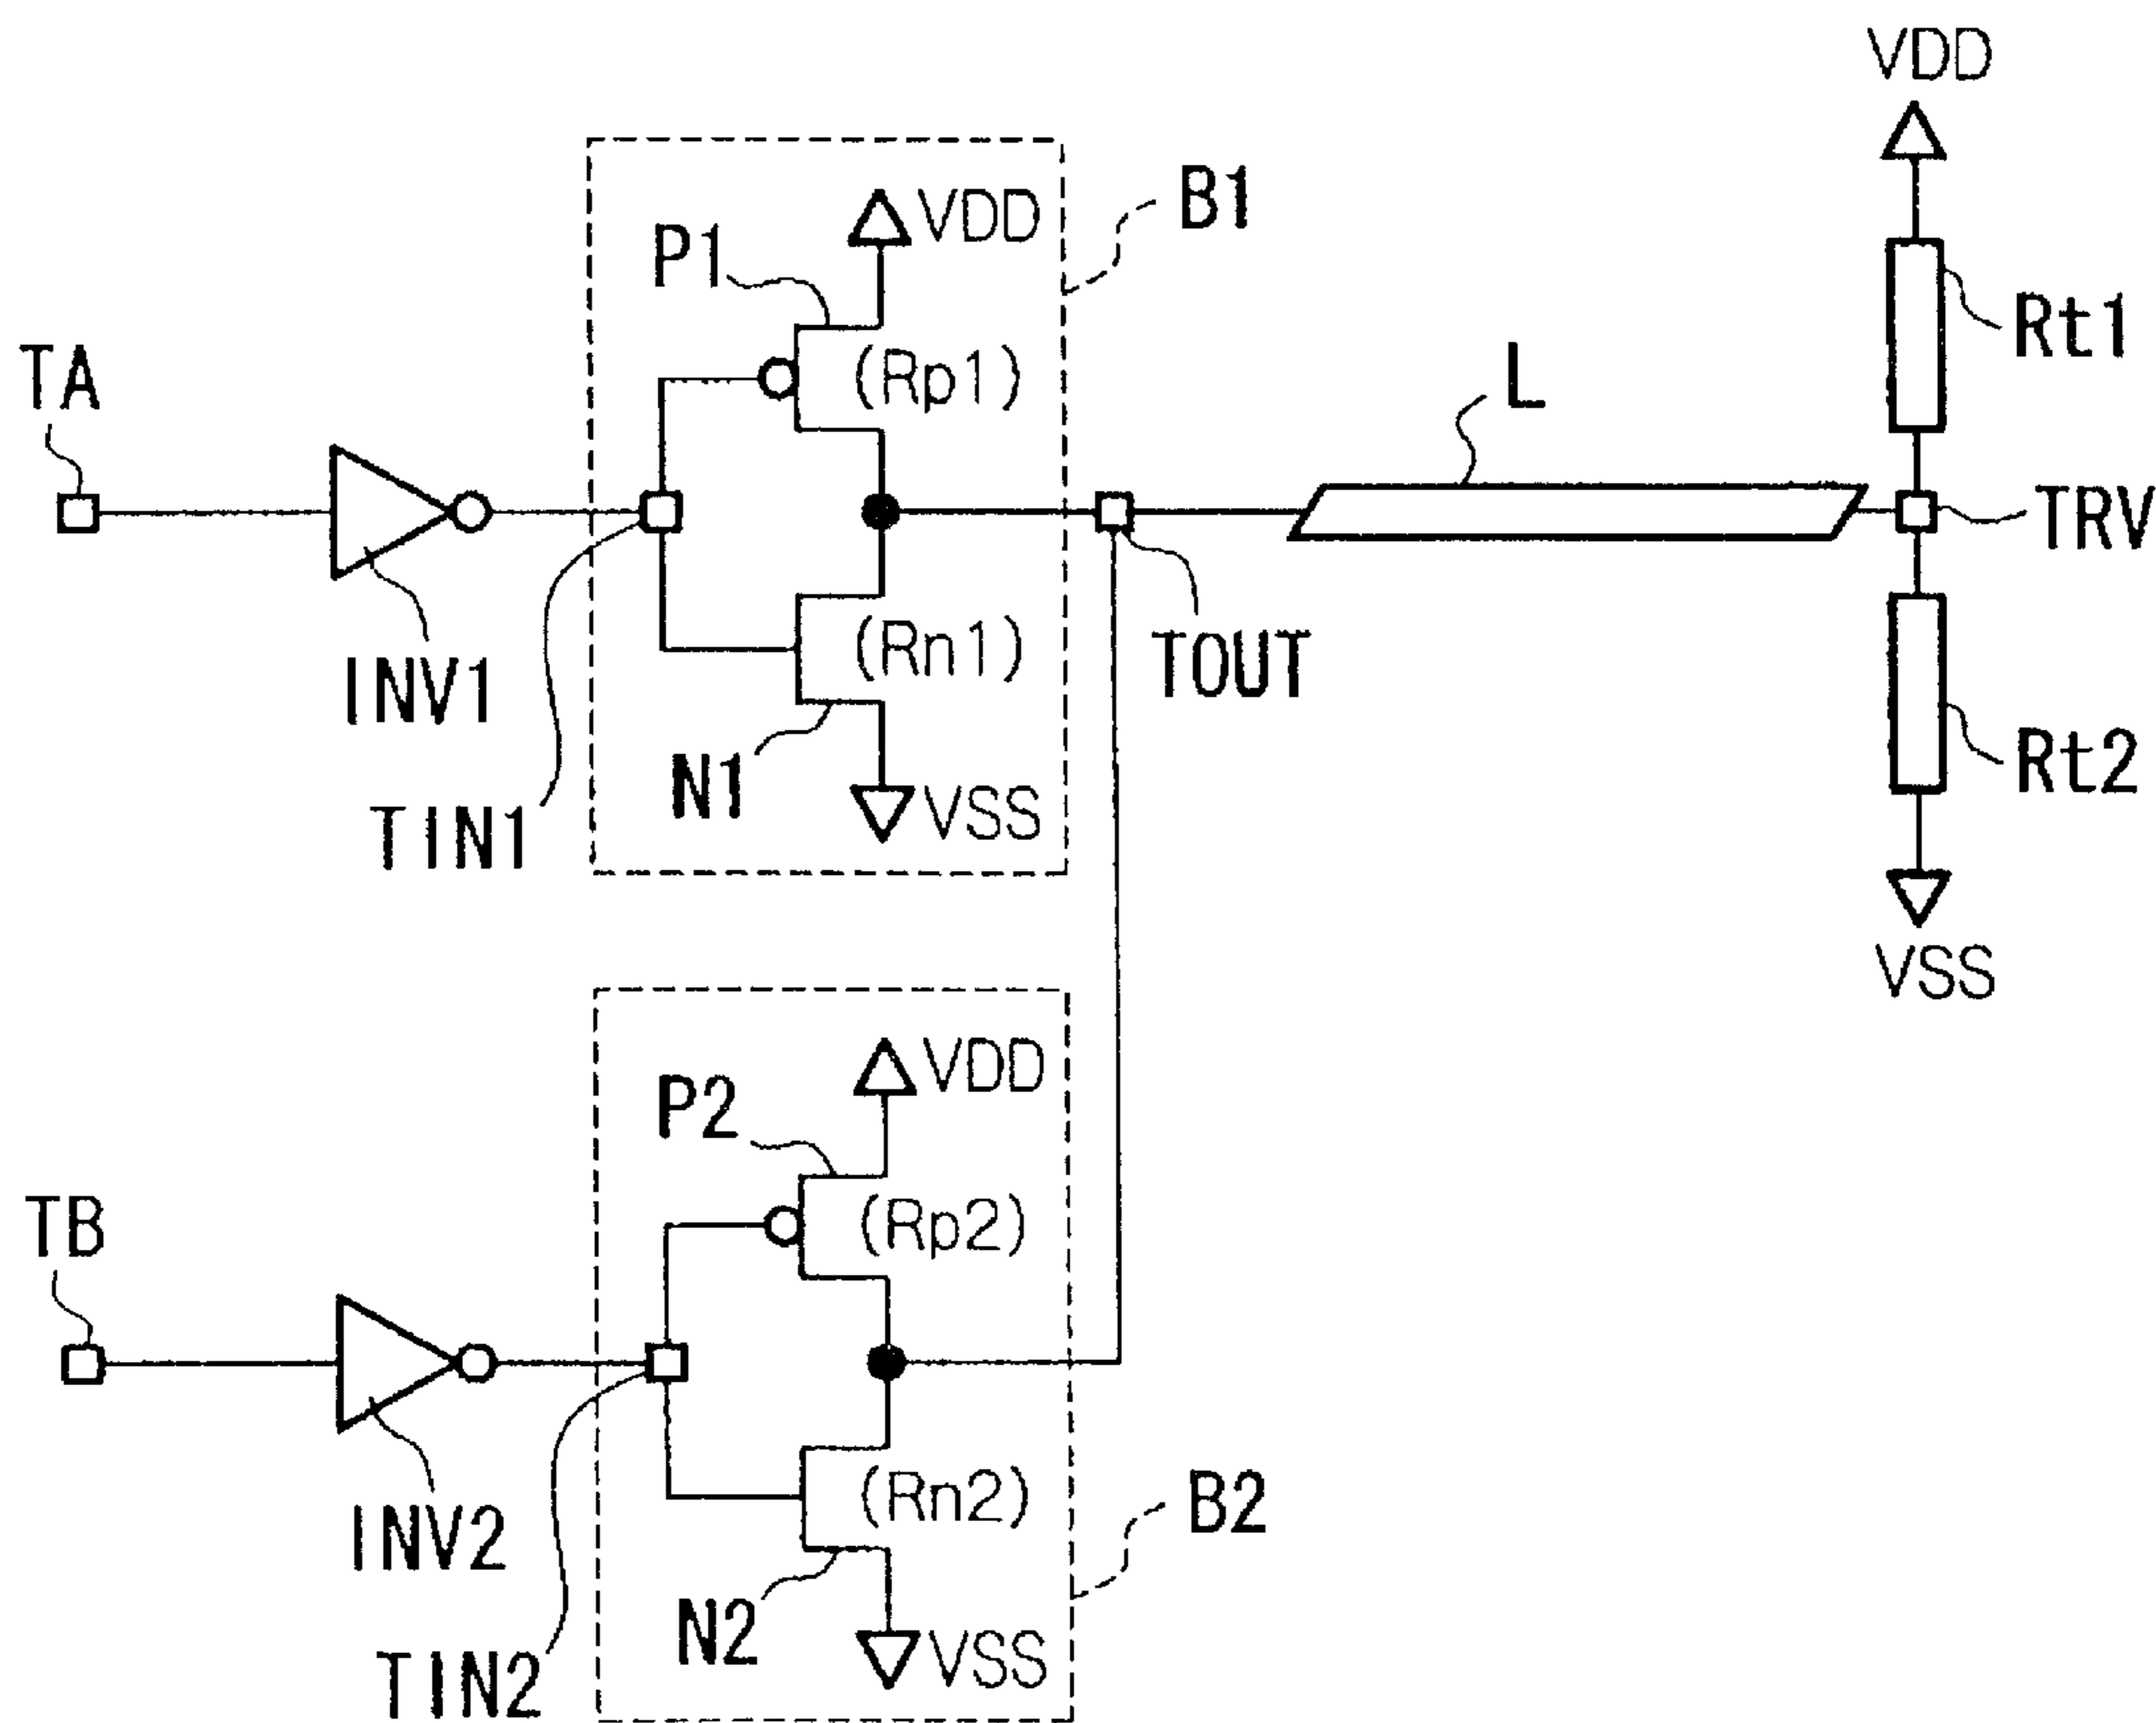 VDD
B1
VDD
P1
Rt1
TA
(Rp1)
L
TRV
(Rn1)
TOUT
INV1
N1
Rt2
VSS
TIN1
VSS
VDD
P2
TB
(Rp2)
(Rn2)
B2
INV2
N2
VSS
TIN2